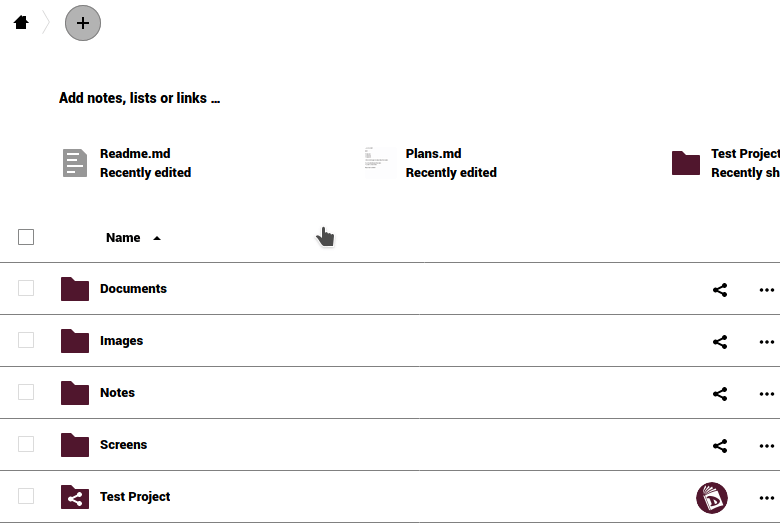 Add notes, lists or links ...
Readme.md
Recently edited
Plans.md
Recently edited
Test Project
Recently sh
Name
Documents
Images
Notes
Screens
Test Project